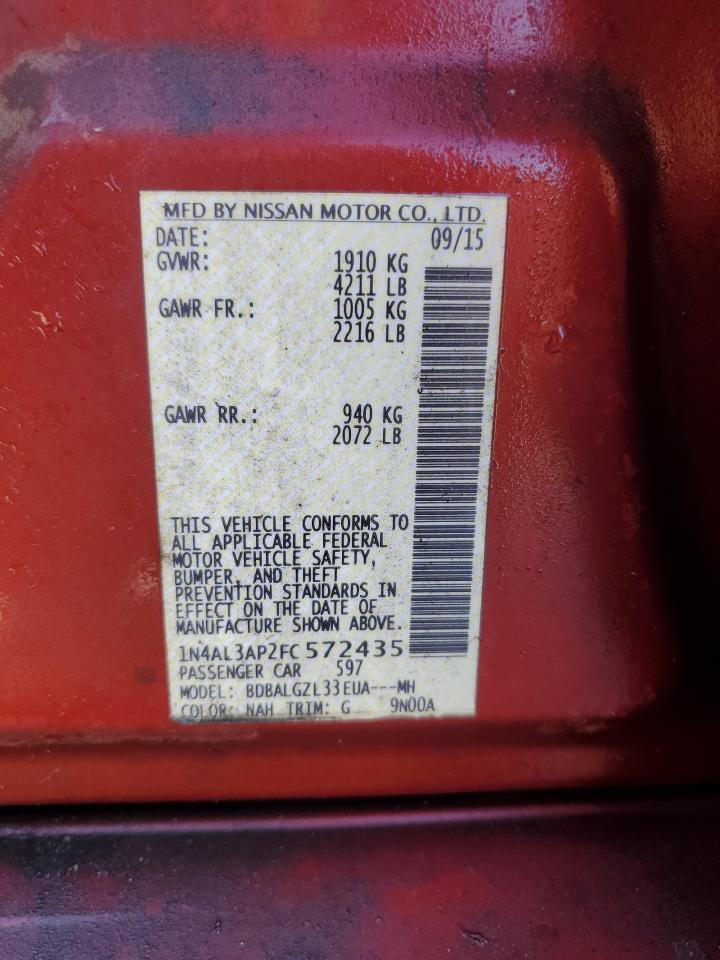 MFD BY NISSAN MOTOR CO., LTD.
DATE: 09/15
GVWR: 1910 KG
4211 LB
GAWR FR.: 1005 KG
2216 LB
GAWR RR.: 940 KG
2072 LB
THIS VEHICLE CONFORMS TO
ALL APPLICABLE FEDERAL
MOTOR VEHICLE SAFETY,
BUMPER, AND THEFT
PREVENTION STANDARDS IN
EFFECT ON THE DATE OF
MANUFACTURE SHOWN ABOVE.
1N4AL3AP2FC572435
PASSENGER CAR 597
MODEL: BDBALGZL33EUA---MH
COLOR: NAH TRIM: G 9N00A